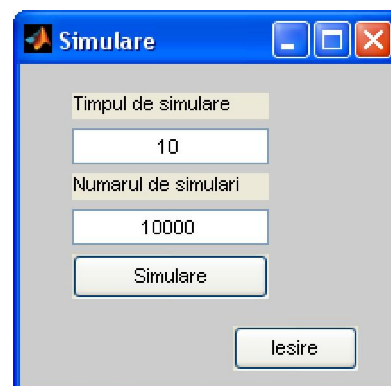 Simulare
Timpul de simulare
10
Numarul de simulari
10000
Simulare
Iesire